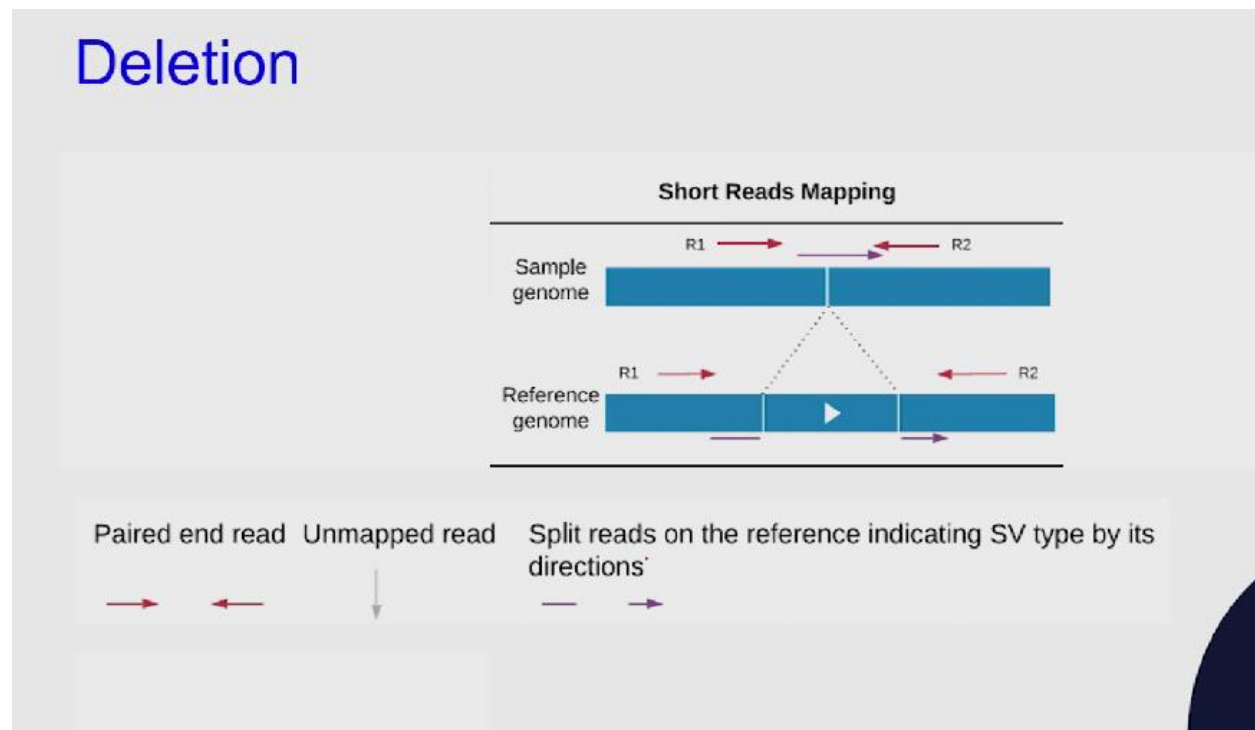 Deletion
Short Reads Mapping
R1
R2
Sample
genome
R1
R2
Reference
genome
Paired end read
Unmapped read
Split reads on the reference indicating SV type by its
directions